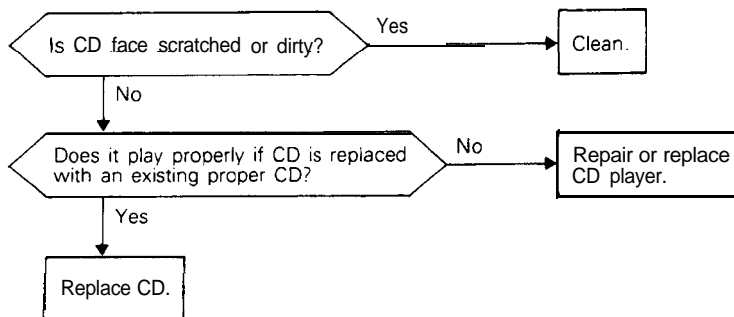 Is CD face scratched or dirty?
Yes
Clean.
No
Does it play properly if CD is replaced
with an existing proper CD?
No
Repair or replace
CD player.
Yes
Replace CD.